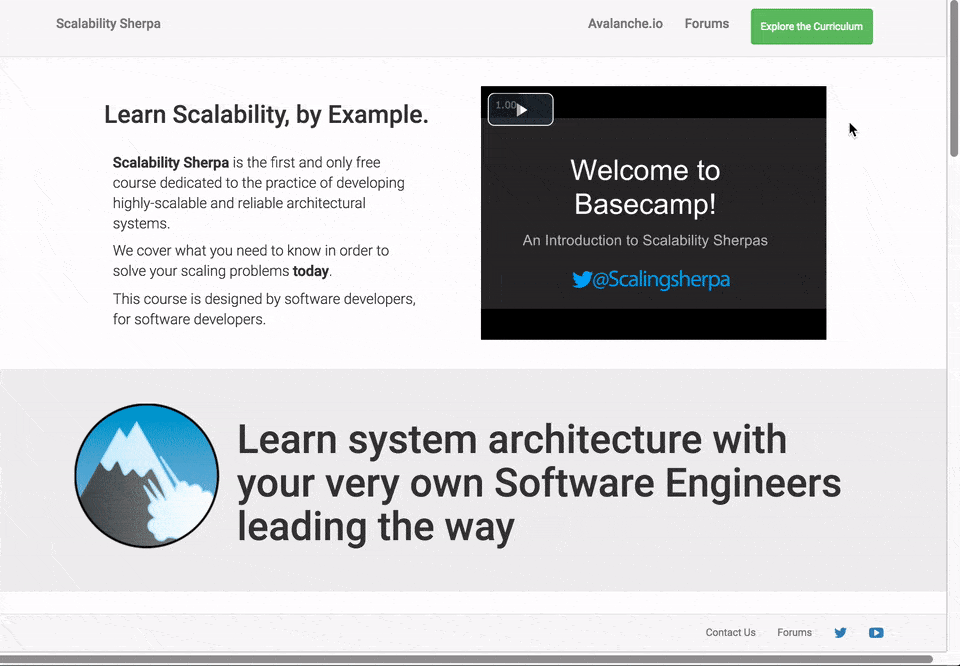 Scalability Sherpa
Avalanche.io Forums Explore the Curriculum
Learn Scalability, by Example.
Scalability Sherpa is the first and only free
course dedicated to the practice of developing
highly-scalable and reliable architectural
systems.
We cover what you need to know in order to
solve your scaling problems today.
This course is designed by software developers,
for software developers.
1.00
Welcome to
Basecamp!
An Introduction to Scalability Sherpas
@Scalingsherpa
Learn system architecture with
your very own Software Engineers
leading the way
Contact Us Forums